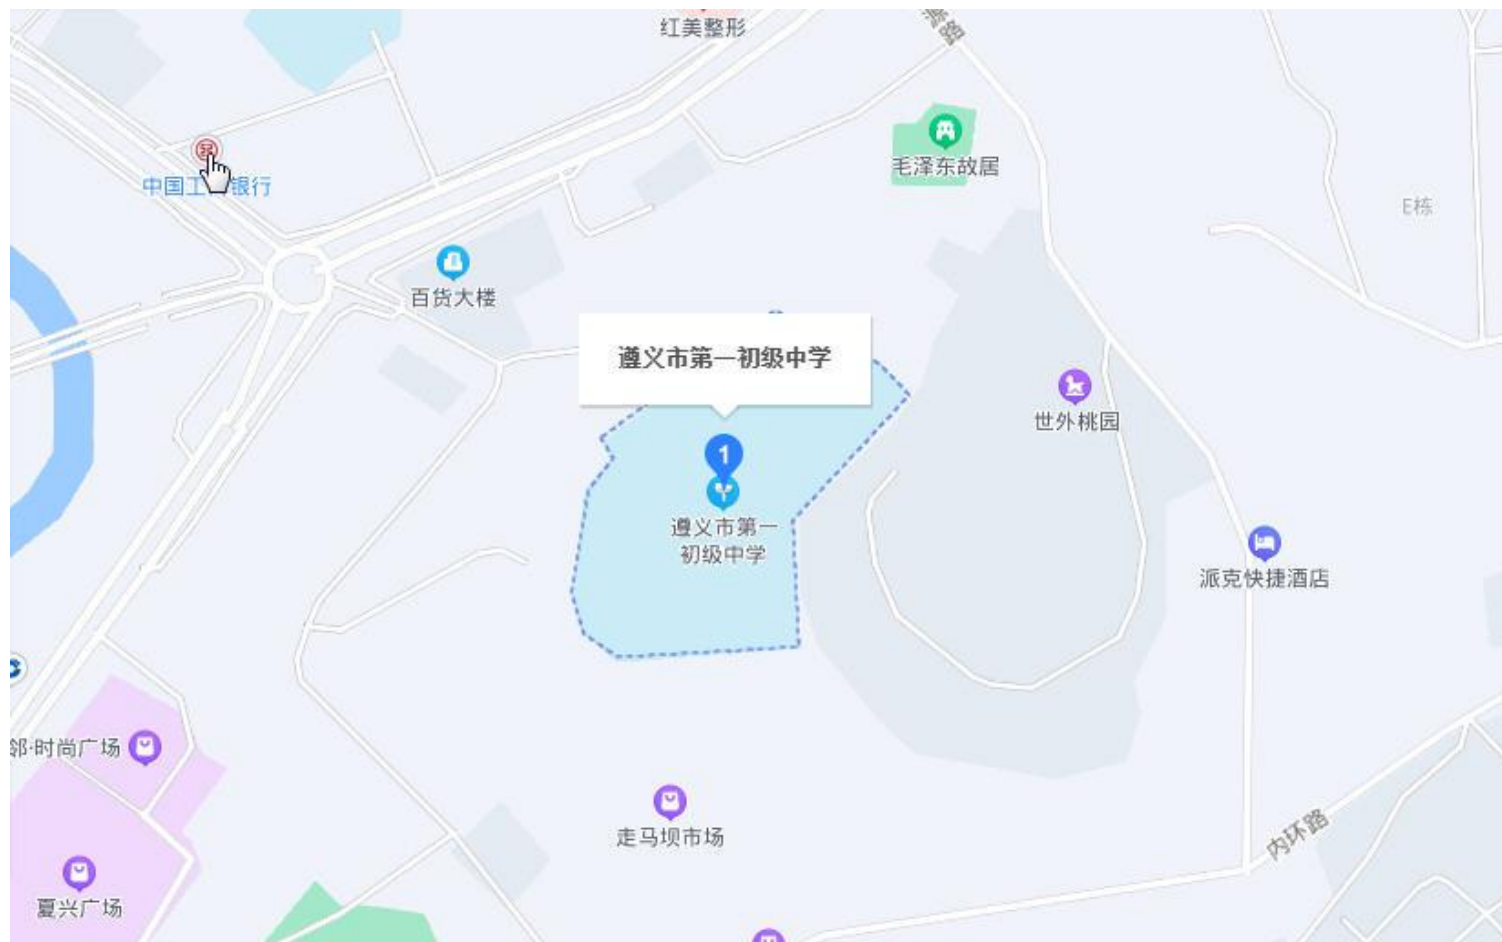 红美整形
源路
毛泽东故居
中国工 银行
E栋
百货大楼
遵义市第一初级中学
世外桃园
1
遵义市第一
初级中学
派克快捷酒店
邻·时尚广场
走马坝市场
内环路
夏兴广场